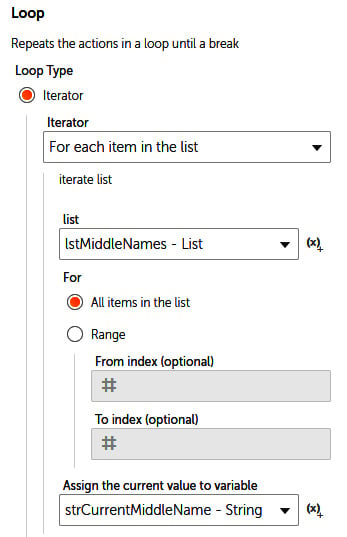 Loop
Repeats the actions in a loop until a break
Loop Type
Iterator
Iterator
For each item in the list
iterate list
list
lstMiddleNames - List
(x)+
For
All items in the list
Range
From index (optional)
#
To index (optional)
#
Assign the current value to variable
strCurrentMiddleName - String
(x)+